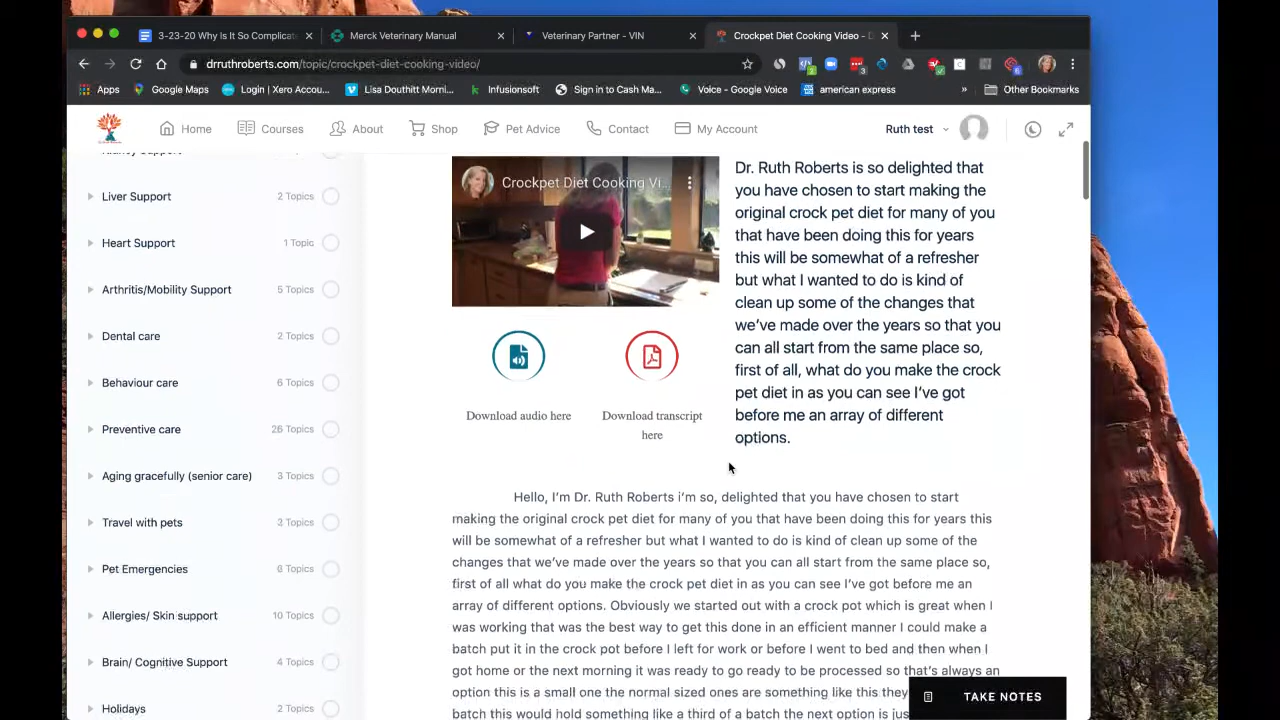 3-23-20 Why Is It So Complicat
Merck Veterinary Manual
Veterinary Partner - VIN
Crockpet Diet Cooking Video - D
drruthroberts.com/topic/crockpet-diet-cooking-video/
Apps
Google Maps
Login | Xero Accou...
Lisa Douthitt Morni...
Infusionsoft
Sign in to Cash Ma...
Voice - Google Voice
american express
»
Other Bookmarks
Home
Courses
About
Shop
Pet Advice
Contact
My Account
Ruth test
Kidney Support
Liver Support 2 Topics
Heart Support 1 Topic
Arthritis/Mobility Support 5 Topics
Dental care 2 Topics
Behaviour care 6 Topics
Preventive care 26 Topics
Aging gracefully (senior care) 3 Topics
Travel with pets 2 Topics
Pet Emergencies 6 Topics
Allergies/ Skin support 10 Topics
Brain/ Cognitive Support 4 Topics
Holidays 2 Topics
Crockpet Diet Cooking Vi...
Download audio here
Download transcript
here
Dr. Ruth Roberts is so delighted that
you have chosen to start making the
original crock pet diet for many of you
that have been doing this for years
this will be somewhat of a refresher
but what I wanted to do is kind of
clean up some of the changes that
we've made over the years so that you
can all start from the same place so,
first of all, what do you make the crock
pet diet in as you can see I've got
before me an array of different
options.
Hello, I'm Dr. Ruth Roberts i'm so, delighted that you have chosen to start
making the original crock pet diet for many of you that have been doing this for years this
will be somewhat of a refresher but what I wanted to do is kind of clean up some of the
changes that we've made over the years so that you can all start from the same place so,
first of all what do you make the crock pet diet in as you can see I've got before me an
array of different options. Obviously we started out with a crock pot which is great when I
was working that was the best way to get this done in an efficient manner I could make a
batch put it in the crock pot before I left for work or before I went to bed and then when I
got home or the next morning it was ready to go ready to be processed so that's always an
option this is a small one the normal sized ones are something like this they
batch this would hold something like a third of a batch the next option is jus
TAKE NOTES